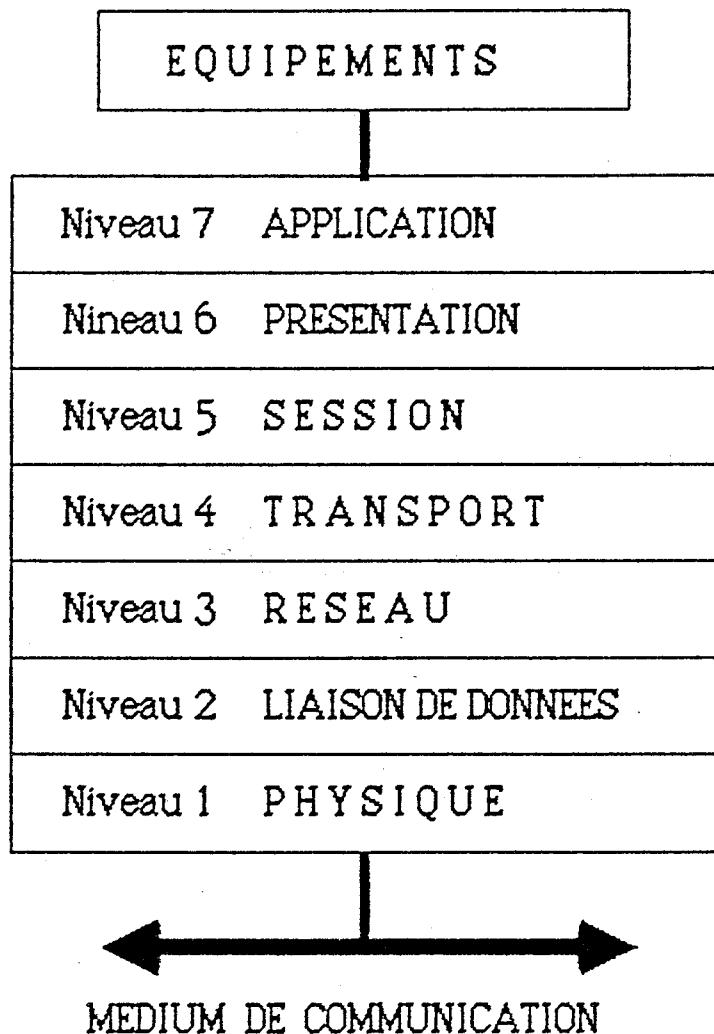 EQUIPEMENTS
Niveau 7 APPLICATION
Nineau 6 PRESENTATION
Niveau 5 SESSION
Niveau 4 TRANSPORT
Niveau 3 RESEAU
Niveau 2 LIAISON DE DONNEES
Niveau 1 PHYSIQUE
MEDIUM DE COMMUNICATION